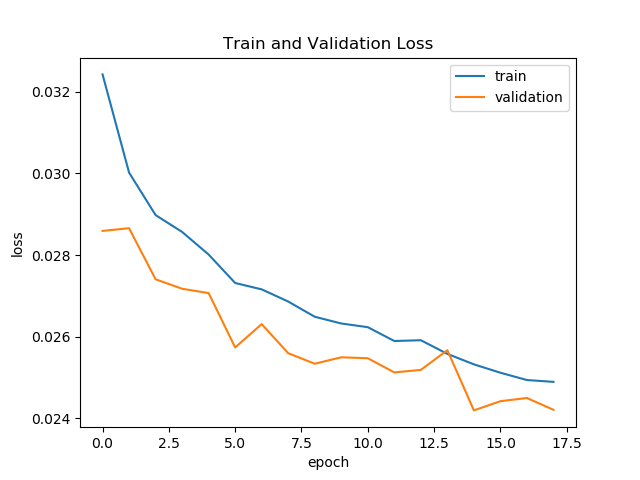 Train and Validation Loss
train
validation
0.032
0.030
0.028
0.026
0.024
loss
0.0 2.5 5.0 7.5 10.0 12.5 15.0 17.5
epoch